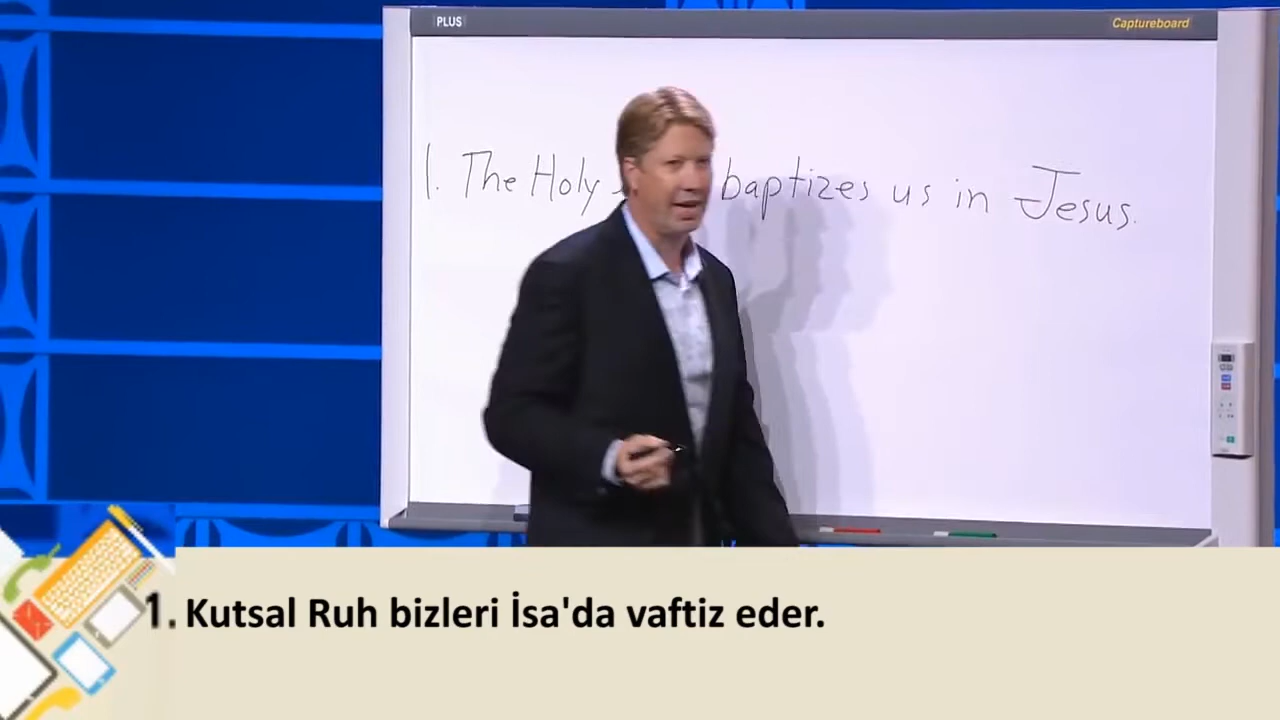 PLUS
Captureboard
1. The Holy baptizes us in Jesus.
1. Kutsal Ruh bizleri İsa'da vaftiz eder.